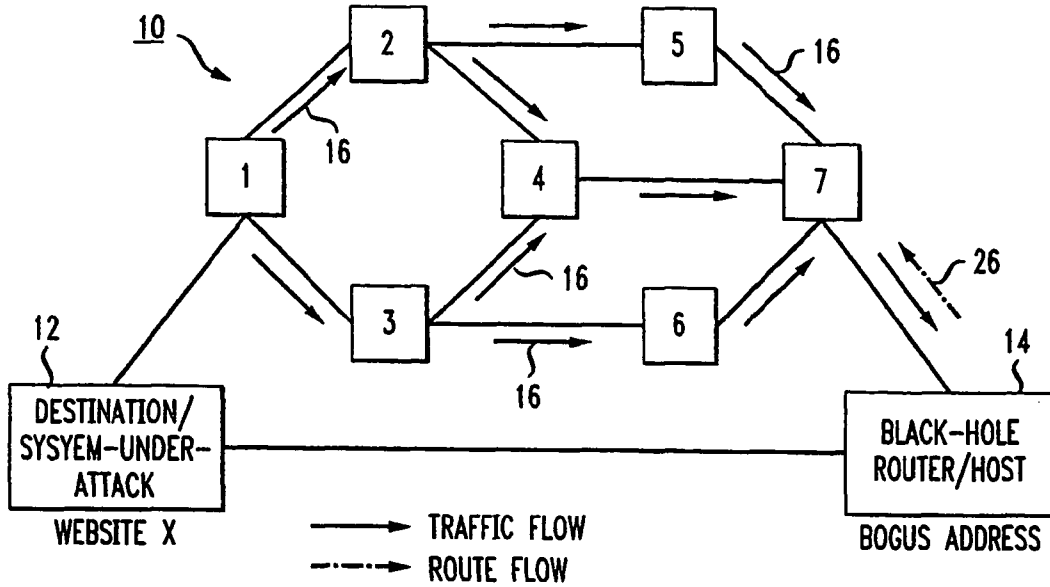 10
2
5
16
16
1
4
7
16
26
3
6
16
12
14
DESTINATION/
SYSYEM-UNDER-
ATTACK
WEBSITE X
BLACK-HOLE
ROUTER/HOST
BOGUS ADDRESS
TRAFFIC FLOW
ROUTE FLOW